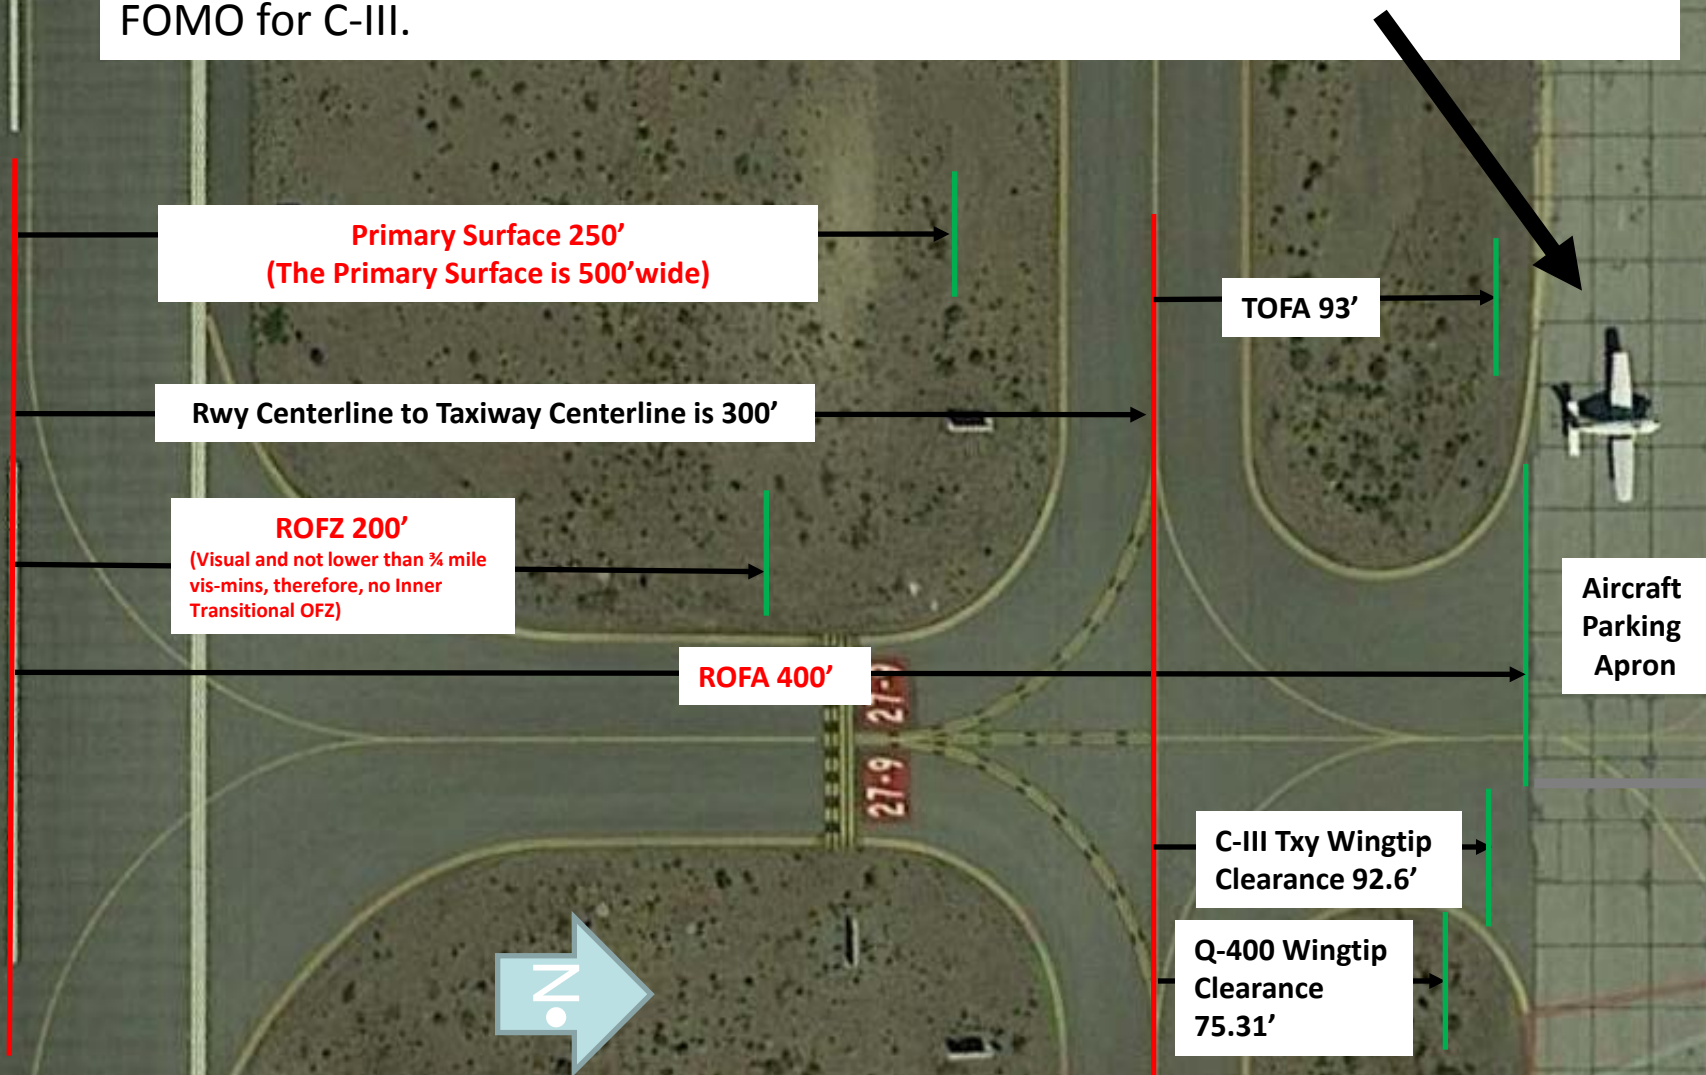 FOMO for C-III.
Primary Surface 250’
(The Primary Surface is 500’wide)
TOFA 93’
Rwy Centerline to Taxiway Centerline is 300’
ROFZ 200’
(Visual and not lower than ¾ mile
vis-mins, therefore, no Inner
Transitional OFZ)
Aircraft
Parking
Apron
ROFA 400’
27-9
27-9
C-III Txy Wingtip
Clearance 92.6’
Q-400 Wingtip
Clearance
75.31’
N